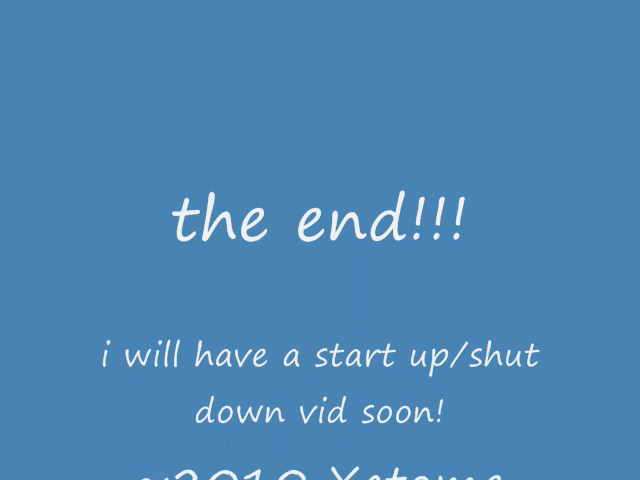 the end!!!
i will have a start up/shut
down vid soon!